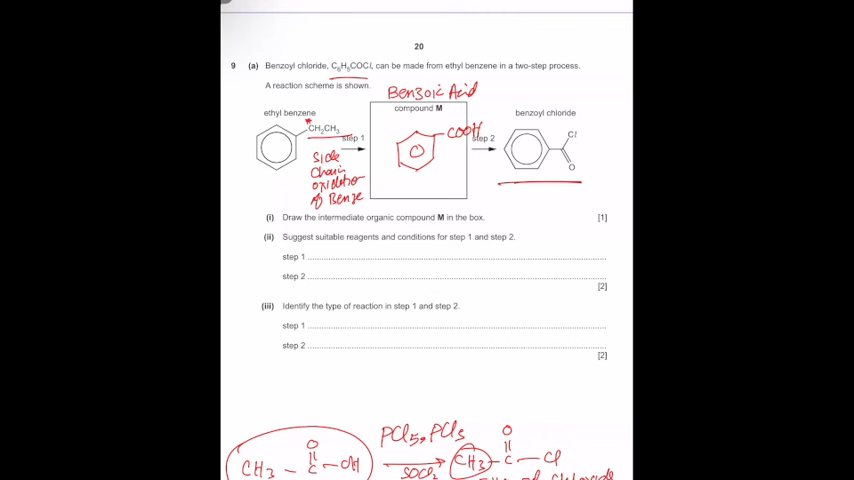 20
9 (a) Benzoyl chloride, C6H5COCl, can be made from ethyl benzene in a two-step process.
A reaction scheme is shown.
Benzoic Acid
ethyl benzene
compound M
benzoyl chloride
CH2CH3
step 1
COOH
step 2
Cl
O
Side
Chain
oxidation
of Benze
(i) Draw the intermediate organic compound M in the box. [1]
(ii) Suggest suitable reagents and conditions for step 1 and step 2.
step 1
step 2
[2]
(iii) Identify the type of reaction in step 1 and step 2.
step 1
step 2
[2]
PCl5, PCl3
O
O
CH3 - C - OH
SOCl2
CH3 - C - Cl